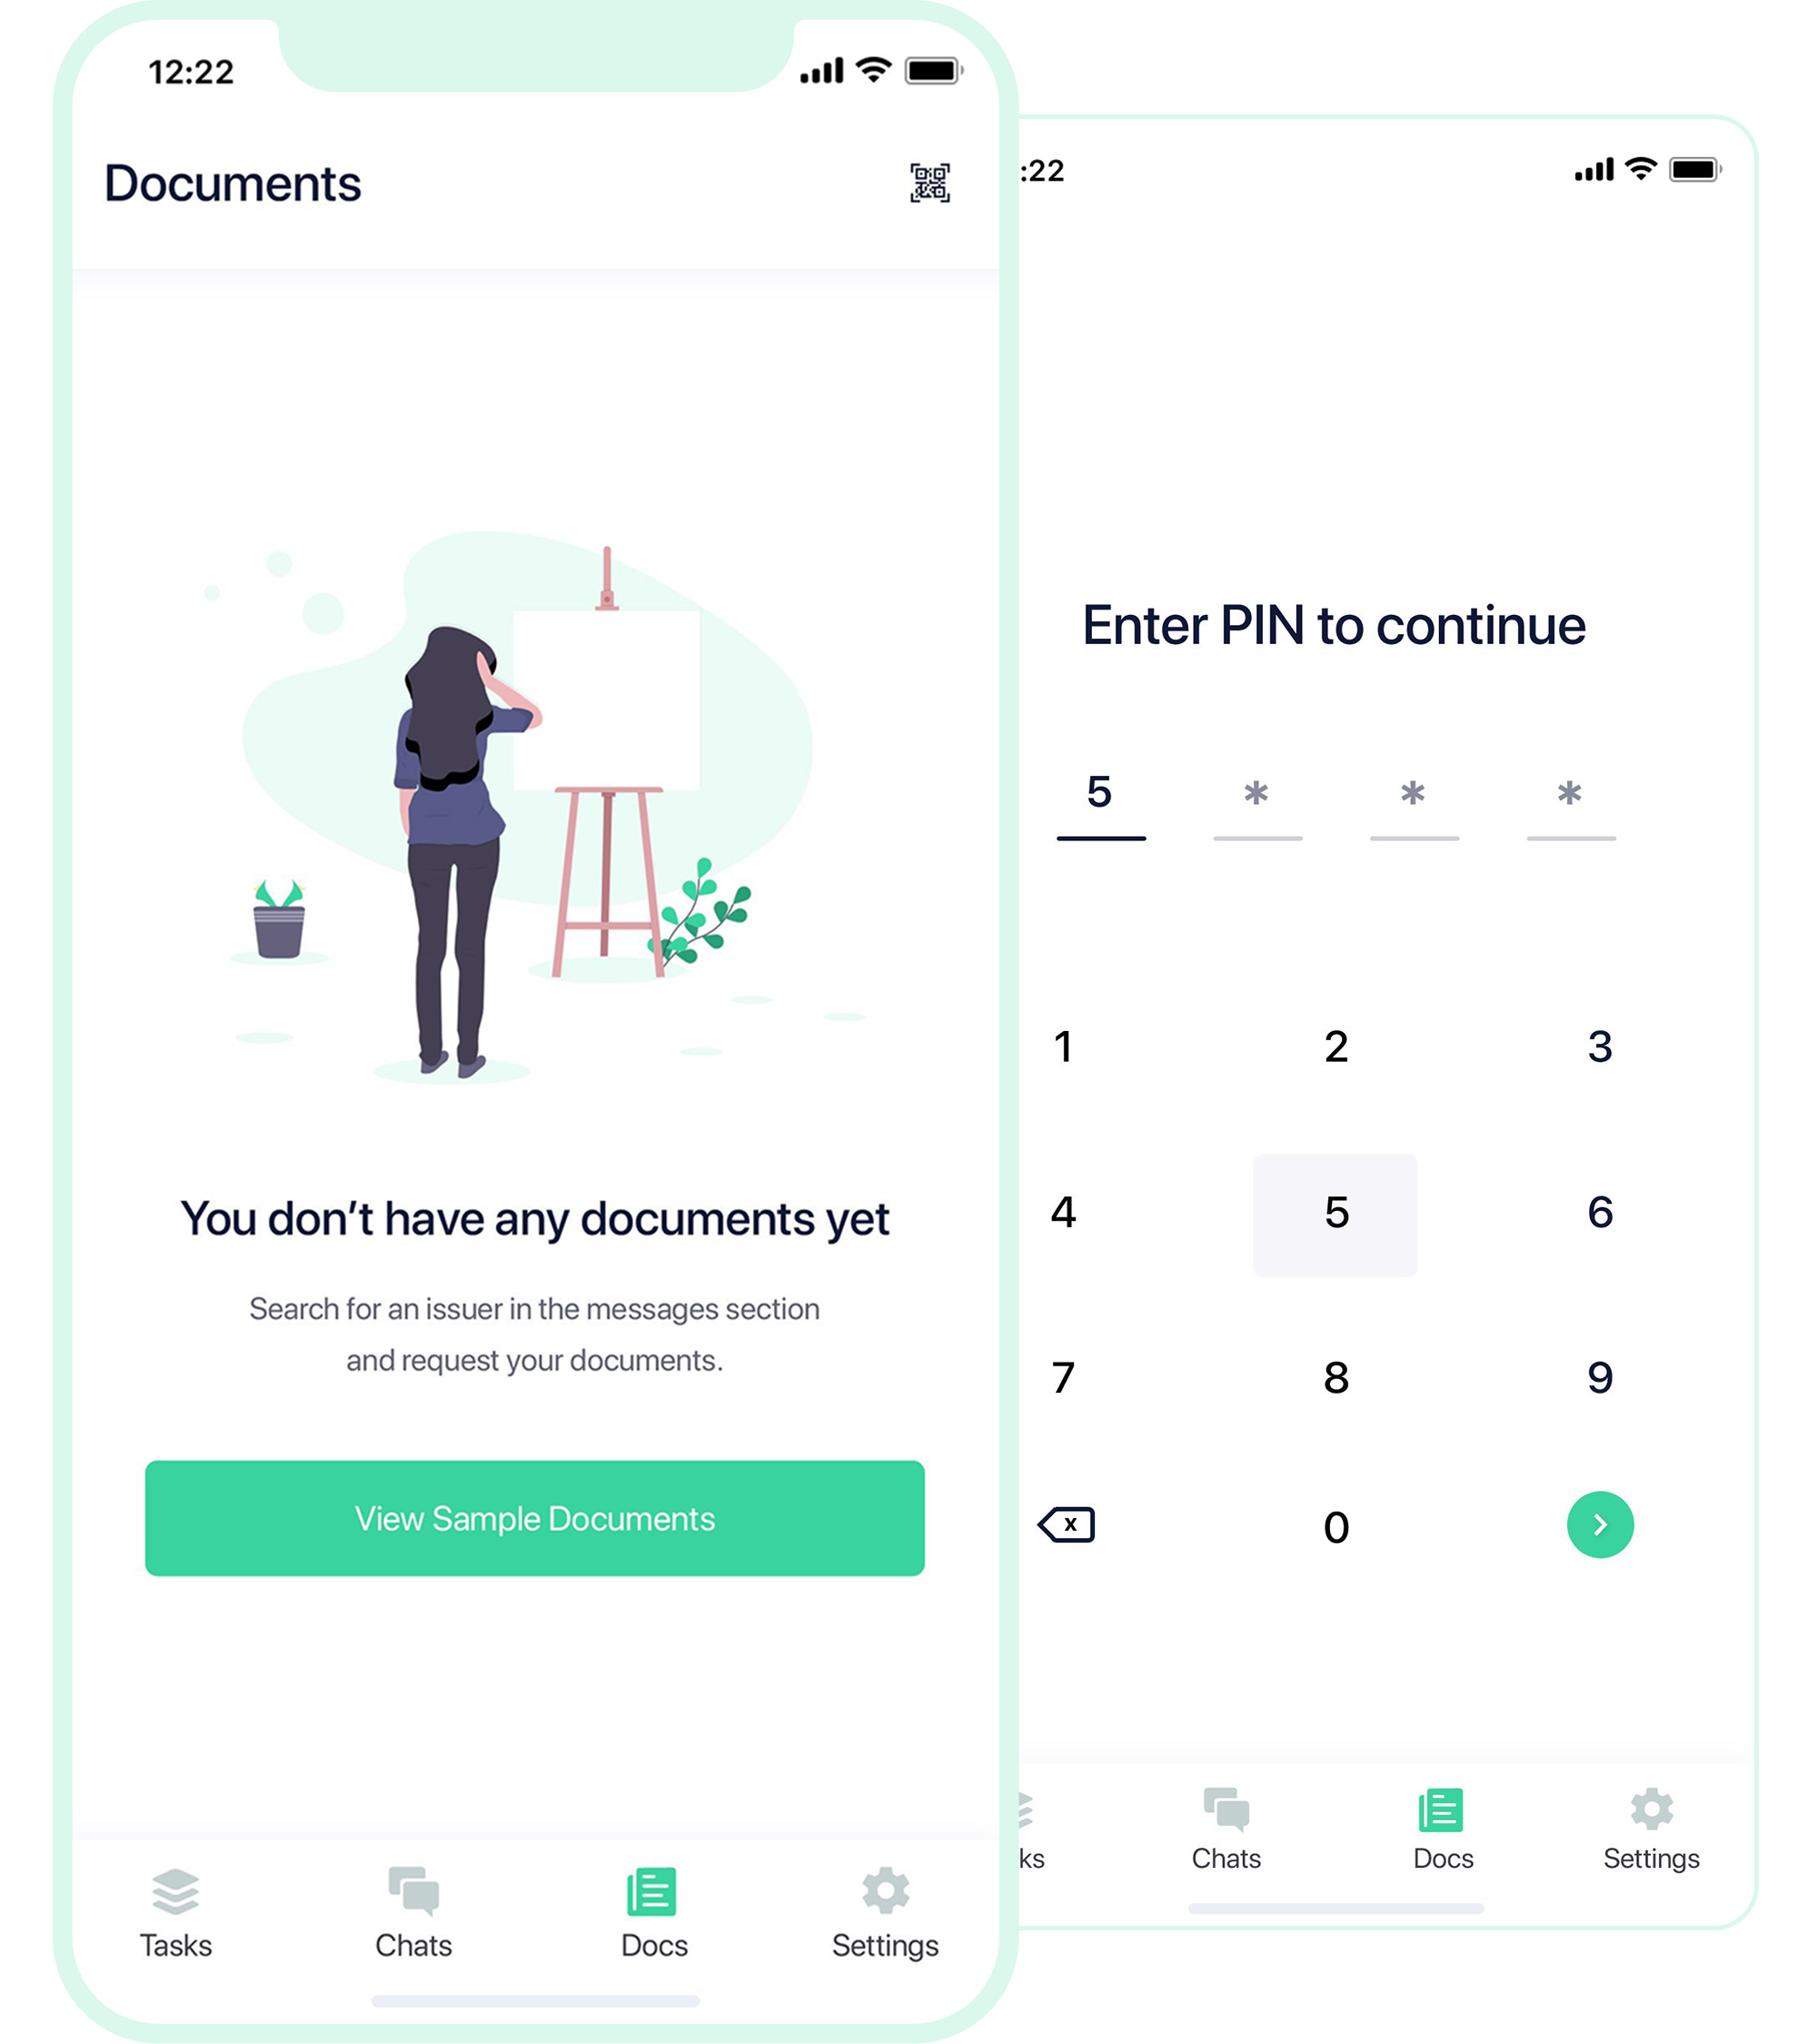 12:22
Documents
You don’t have any documents yet
Search for an issuer in the messages section
and request your documents.
View Sample Documents
Tasks Chats Docs Settings
:22
Enter PIN to continue
5 * * *
1 2 3
4 5 6
7 8 9
x 0
ks Chats Docs Settings